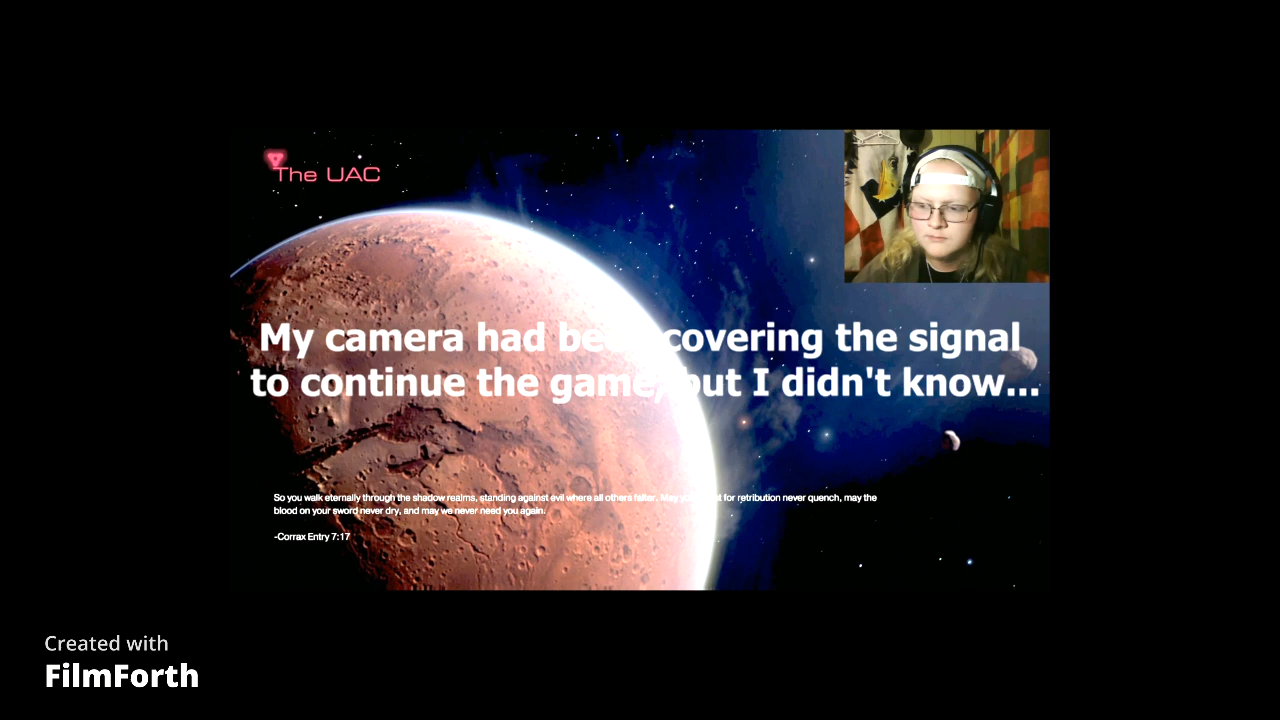 The UAC
My camera had been covering the signal
to continue the game, but I didn't know...
So you walk eternally through the shadow realms, standing against evil where all others falter. May your for retribution never quench, may the
blood on your sword never dry, and may we never need you again.
-Corrax Entry 7:17
Created with
FilmForth